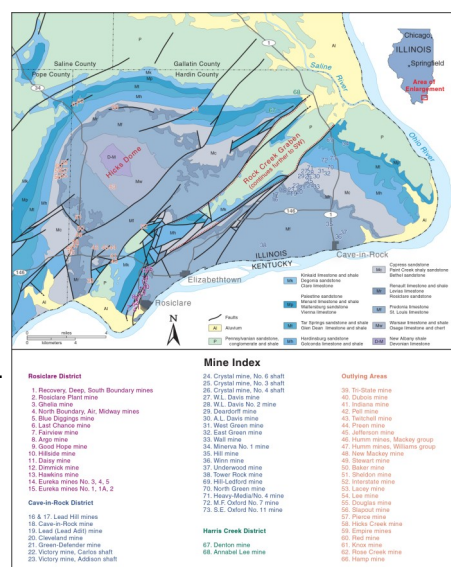 Chicago,
ILLINOIS
Springfield
Area of
Enlargement
Saline County
Gallatin County
Pope County
Hardin County
Saline
River
Ohio River
Hicks Dome
Rock Creek Graben
(continues further to SW)
Cave-in-Rock
ILLINOIS
KENTUCKY
Elizabethtown
Rosiclare
N
miles
kilometers
Faults
Alluvium
Pennsylvanian sandstone,
conglomerate and shale
Kinkaid limestone and shale
Degonia sandstone
Clore limestone
Palestine sandstone
Menard limestone and shale
Waltersburg sandstone
Vienna limestone
Tar Springs sandstone and shale
Glen Dean limestone and shale
Hardinsburg sandstone
Golconda limestone and shale
Cypress sandstone
Paint Creek shaly sandstone
Bethel sandstone
Renault limestone and shale
Levias limestone
Rosiclare sandstone
Fredonia limestone
St. Louis limestone
Warsaw limestone and shale
Osage limestone and chert
New Albany shale
Devonian limestone
Mine Index
Rosiclare District
1. Recovery, Deep, South Boundary mines
2. Rosiclare Plant mine
3. Ghelia mine
4. North Boundary, Air, Midway mines
5. Blue Diggings mine
6. Last Chance mine
7. Fairview mine
8. Argo mine
9. Good Hope mine
10. Hillside mine
11. Daisy mine
12. Dimmick mine
13. Hawkins mine
14. Eureka mines No. 3, 4, 5
15. Eureka mines No. 1, 1A, 2
Cave-in-Rock District
16 & 17. Lead Hill mines
18. Cave-in-Rock mine
19. Lead (Lead Adit) mine
20. Cleveland mine
21. Green-Defender mine
22. Victory mine, Carlos shaft
23. Victory mine, Addison shaft
24. Crystal mine, No. 6 shaft
25. Crystal mine, No. 3 shaft
26. Crystal mine, No. 4 shaft
27. W.L. Davis mine
28. W.L. Davis No. 2 mine
29. Deardorff mine
30. A.L. Davis mine
31. West Green mine
32. East Green mine
33. Wall mine
34. Minerva No. 1 mine
35. Hill mine
36. Winn mine
37. Underwood mine
38. Tower Rock mine
69. Hill-Ledford mine
70. North Green mine
71. Heavy-Media/No. 4 mine
72. M.F. Oxford No. 7 mine
73. S.E. Oxford No. 11 mine
Harris Creek District
67. Denton mine
68. Annabel Lee mine
Outlying Areas
39. Tri-State mine
40. Dubois mine
41. Indiana mine
42. Pell mine
43. Twitchell mine
44. Preen mine
45. Jefferson mine
46. Humm mines, Mackey group
47. Humm mines, Williams group
48. New Mackey mine
49. Stewart mine
50. Baker mine
51. Sheldon mine
52. Interstate mine
53. Lacey mine
54. Lee mine
55. Douglas mine
56. Slapout mine
57. Pierce mine
58. Hicks Creek mine
59. Empire mines
60. Red mine
61. Knox mine
62. Rose Creek mine
66. Hamp mine